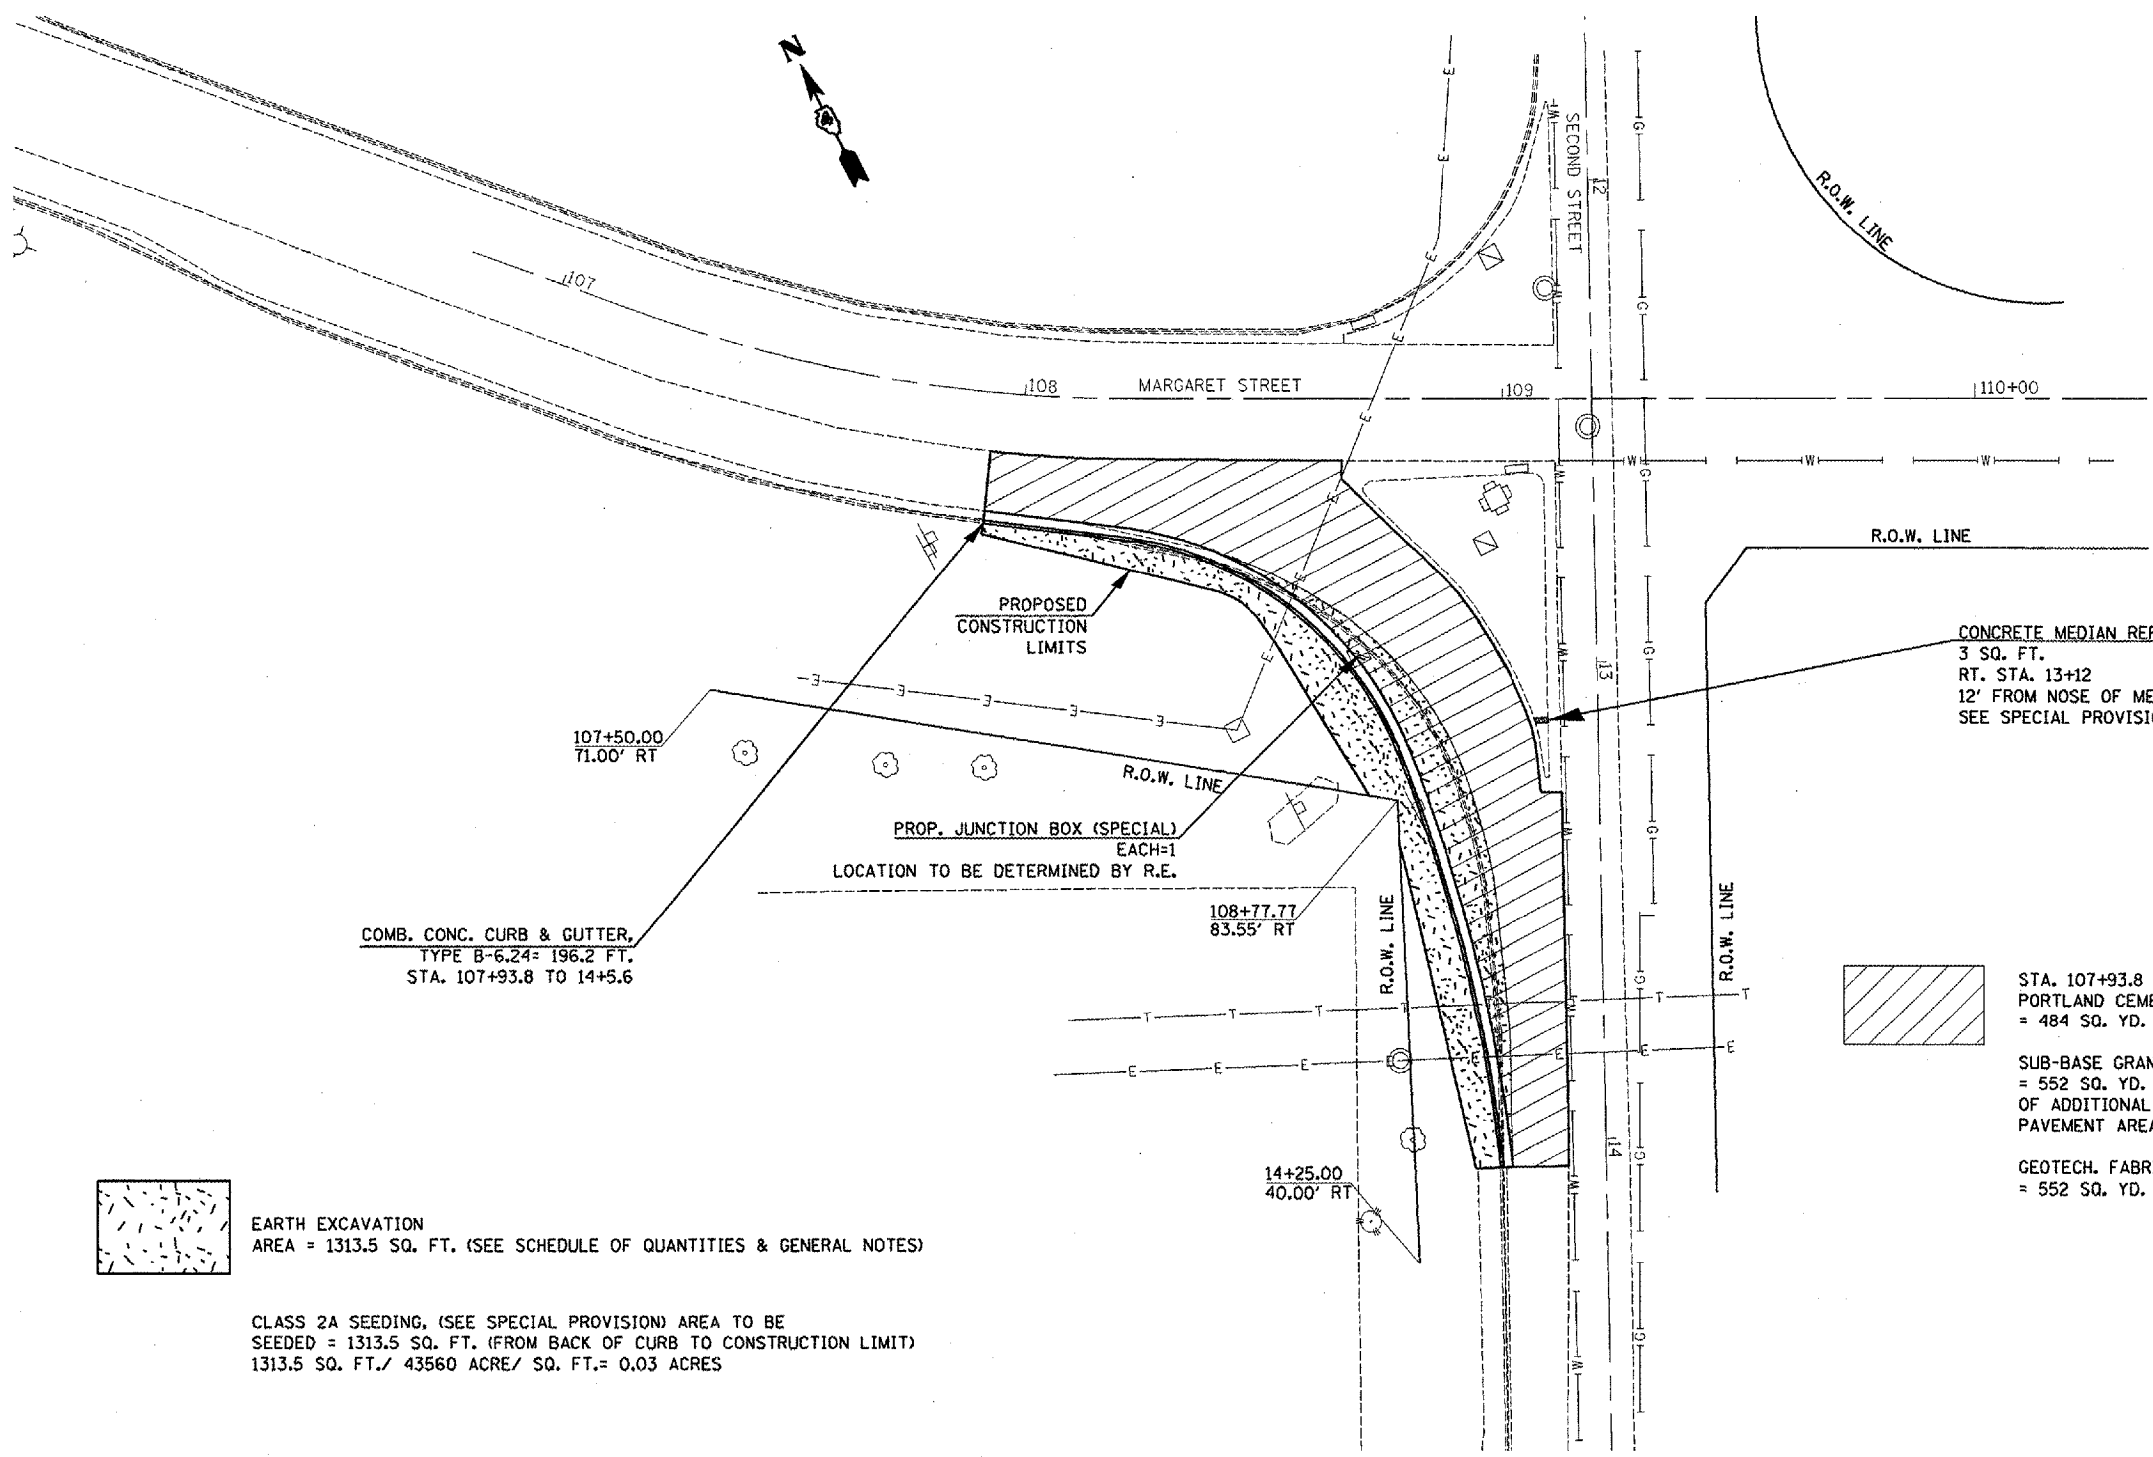 N
SECOND STREET
12
R.O.W. LINE
107
108
MARGARET STREET
109
110+00
R.O.W. LINE
PROPOSED
CONSTRUCTION
LIMITS
13
CONCRETE MEDIAN REF
3 SQ. FT.
RT. STA. 13+12
12' FROM NOSE OF ME
SEE SPECIAL PROVISI
107+50.00
71.00' RT
R.O.W. LINE
PROP. JUNCTION BOX (SPECIAL)
EACH=1
LOCATION TO BE DETERMINED BY R.E.
R.O.W. LINE
R.O.W. LINE
108+77.77
83.55' RT
COMB. CONC. CURB & GUTTER,
TYPE B-6.24= 196.2 FT.
STA. 107+93.8 TO 14+5.6
STA. 107+93.8
PORTLAND CEME
= 484 SQ. YD.
SUB-BASE GRAN
= 552 SQ. YD.
OF ADDITIONAL
PAVEMENT AREA
GEOTECH. FABR
= 552 SQ. YD.
14
14+25.00
40.00' RT
EARTH EXCAVATION
AREA = 1313.5 SQ. FT. (SEE SCHEDULE OF QUANTITIES & GENERAL NOTES)
CLASS 2A SEEDING, (SEE SPECIAL PROVISION) AREA TO BE
SEEDED = 1313.5 SQ. FT. (FROM BACK OF CURB TO CONSTRUCTION LIMIT)
1313.5 SQ. FT./ 43560 ACRE/ SQ. FT.= 0.03 ACRES